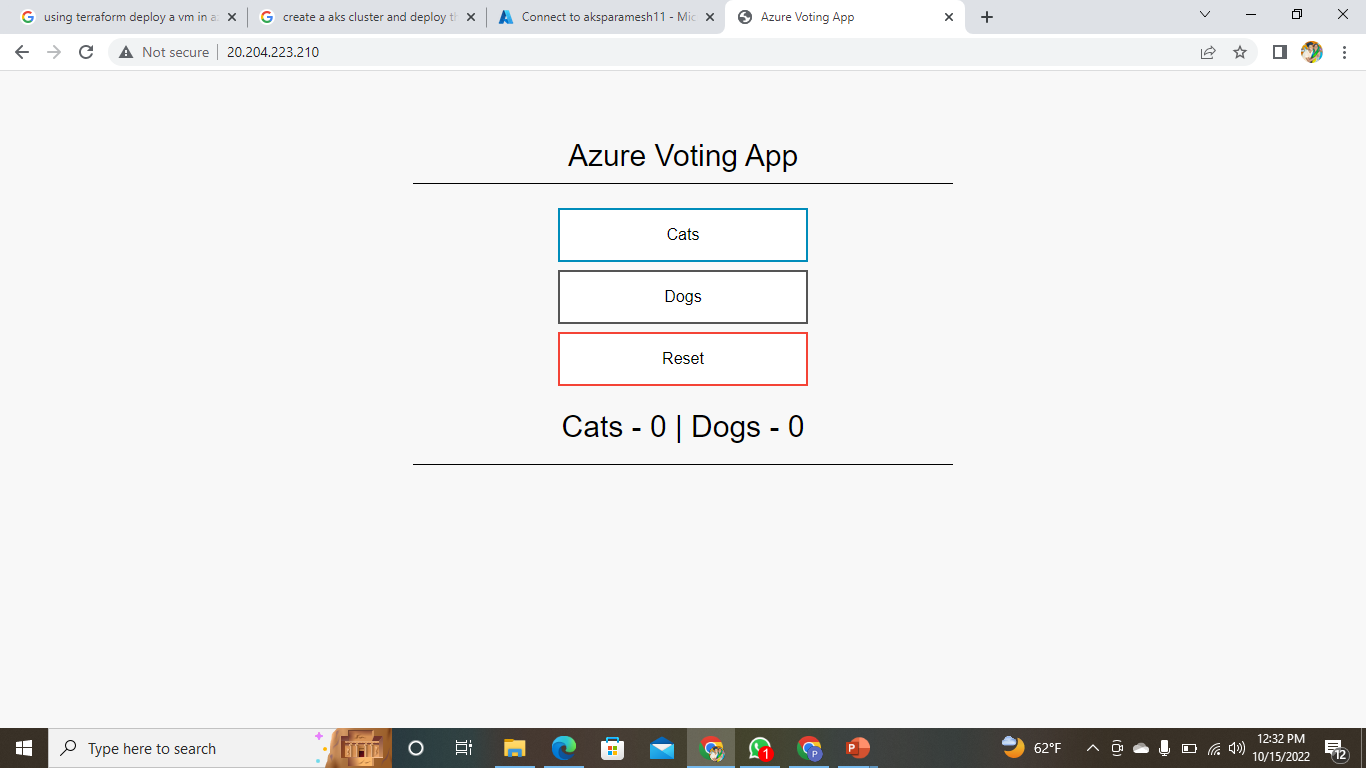 using terraform deploy a vm in a
create a aks cluster and deploy th
Connect to aksparamesh11 - Mic
Azure Voting App
Not secure
20.204.223.210
Azure Voting App
Cats
Dogs
Reset
Cats - 0 | Dogs - 0
Type here to search
1
P
P
62°F
12:32 PM
10/15/2022
12